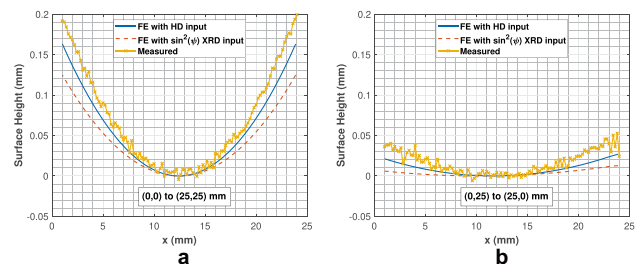 0.2
0.15
0.1
0.05
0
-0.05
Surface Height (mm)
FE with HD input
FE with sin²(ψ) XRD input
Measured
(0,0) to (25,25) mm
0 5 10 15 20 25
x (mm)
a
0.2
0.15
0.1
0.05
0
-0.05
Surface Height (mm)
FE with HD input
FE with sin²(ψ) XRD input
Measured
(0,25) to (25,0) mm
0 5 10 15 20 25
x (mm)
b